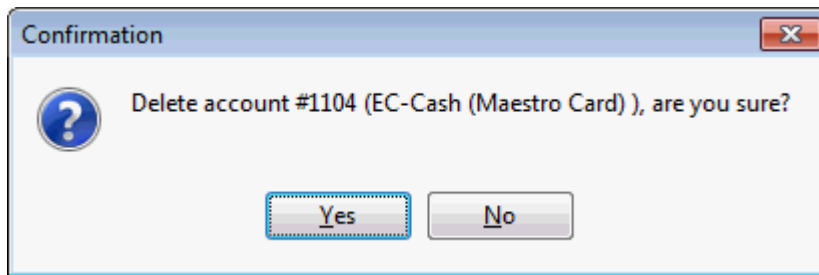 Confirmation
Delete account #1104 (EC-Cash (Maestro Card) ), are you sure?
Yes
No